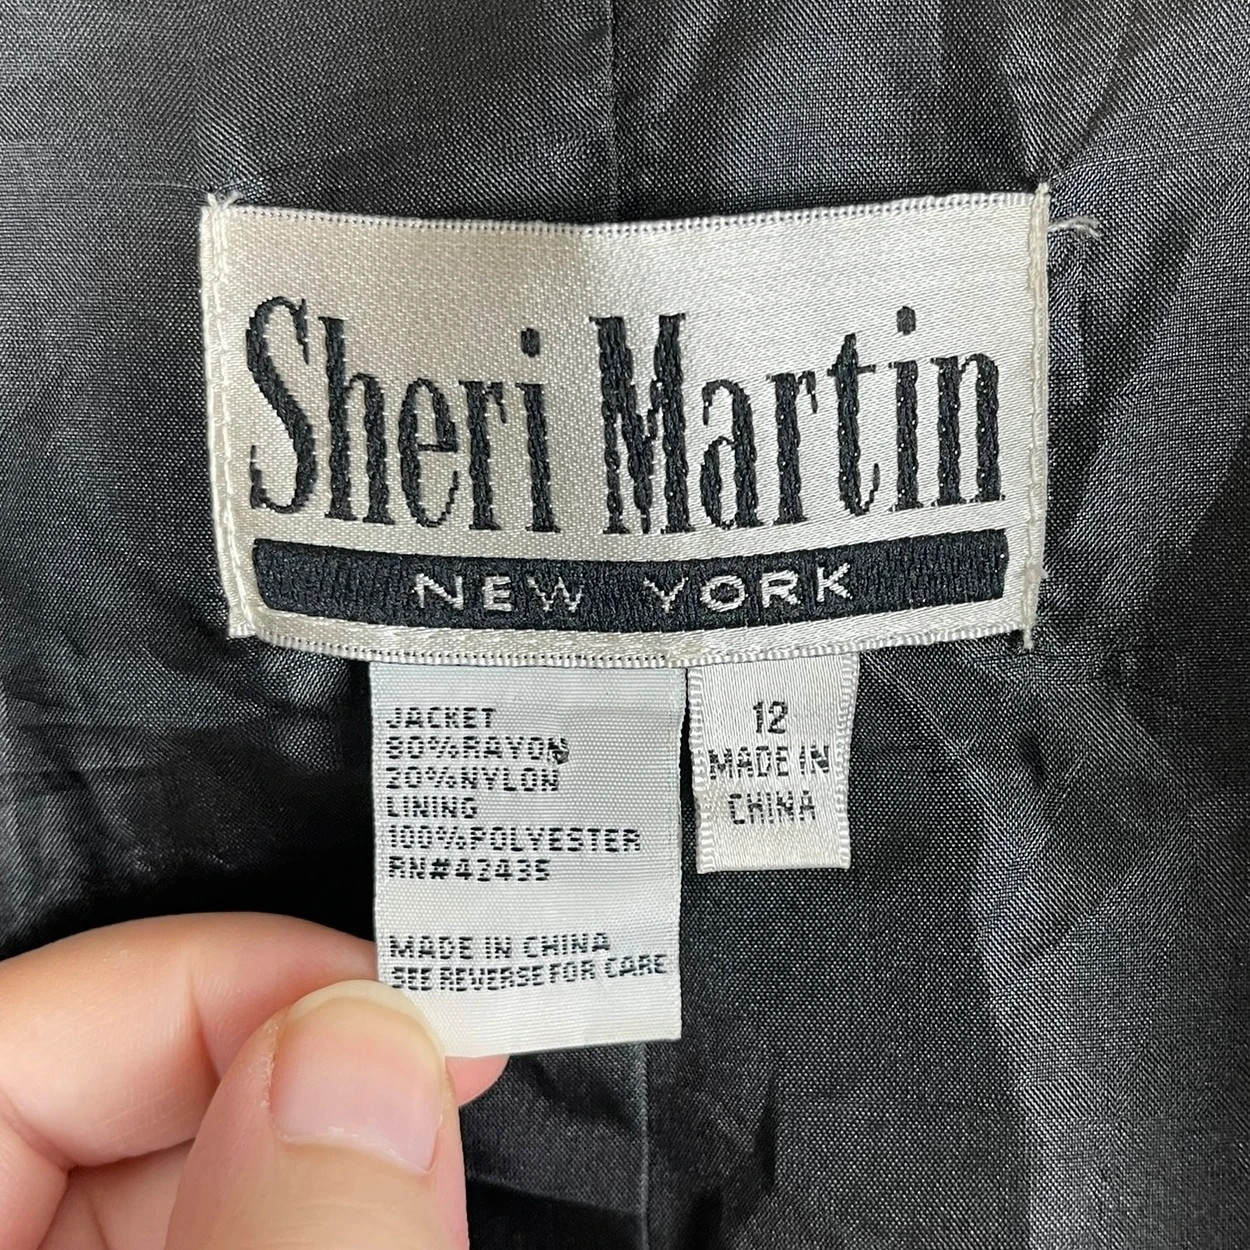 Sheri Martin
NEW YORK
JACKET
80%RAYON
20%NYLON
LINING
100%POLYESTER
RN#42435
MADE IN CHINA
SEE REVERSE FOR CARE
12
MADE IN
CHINA